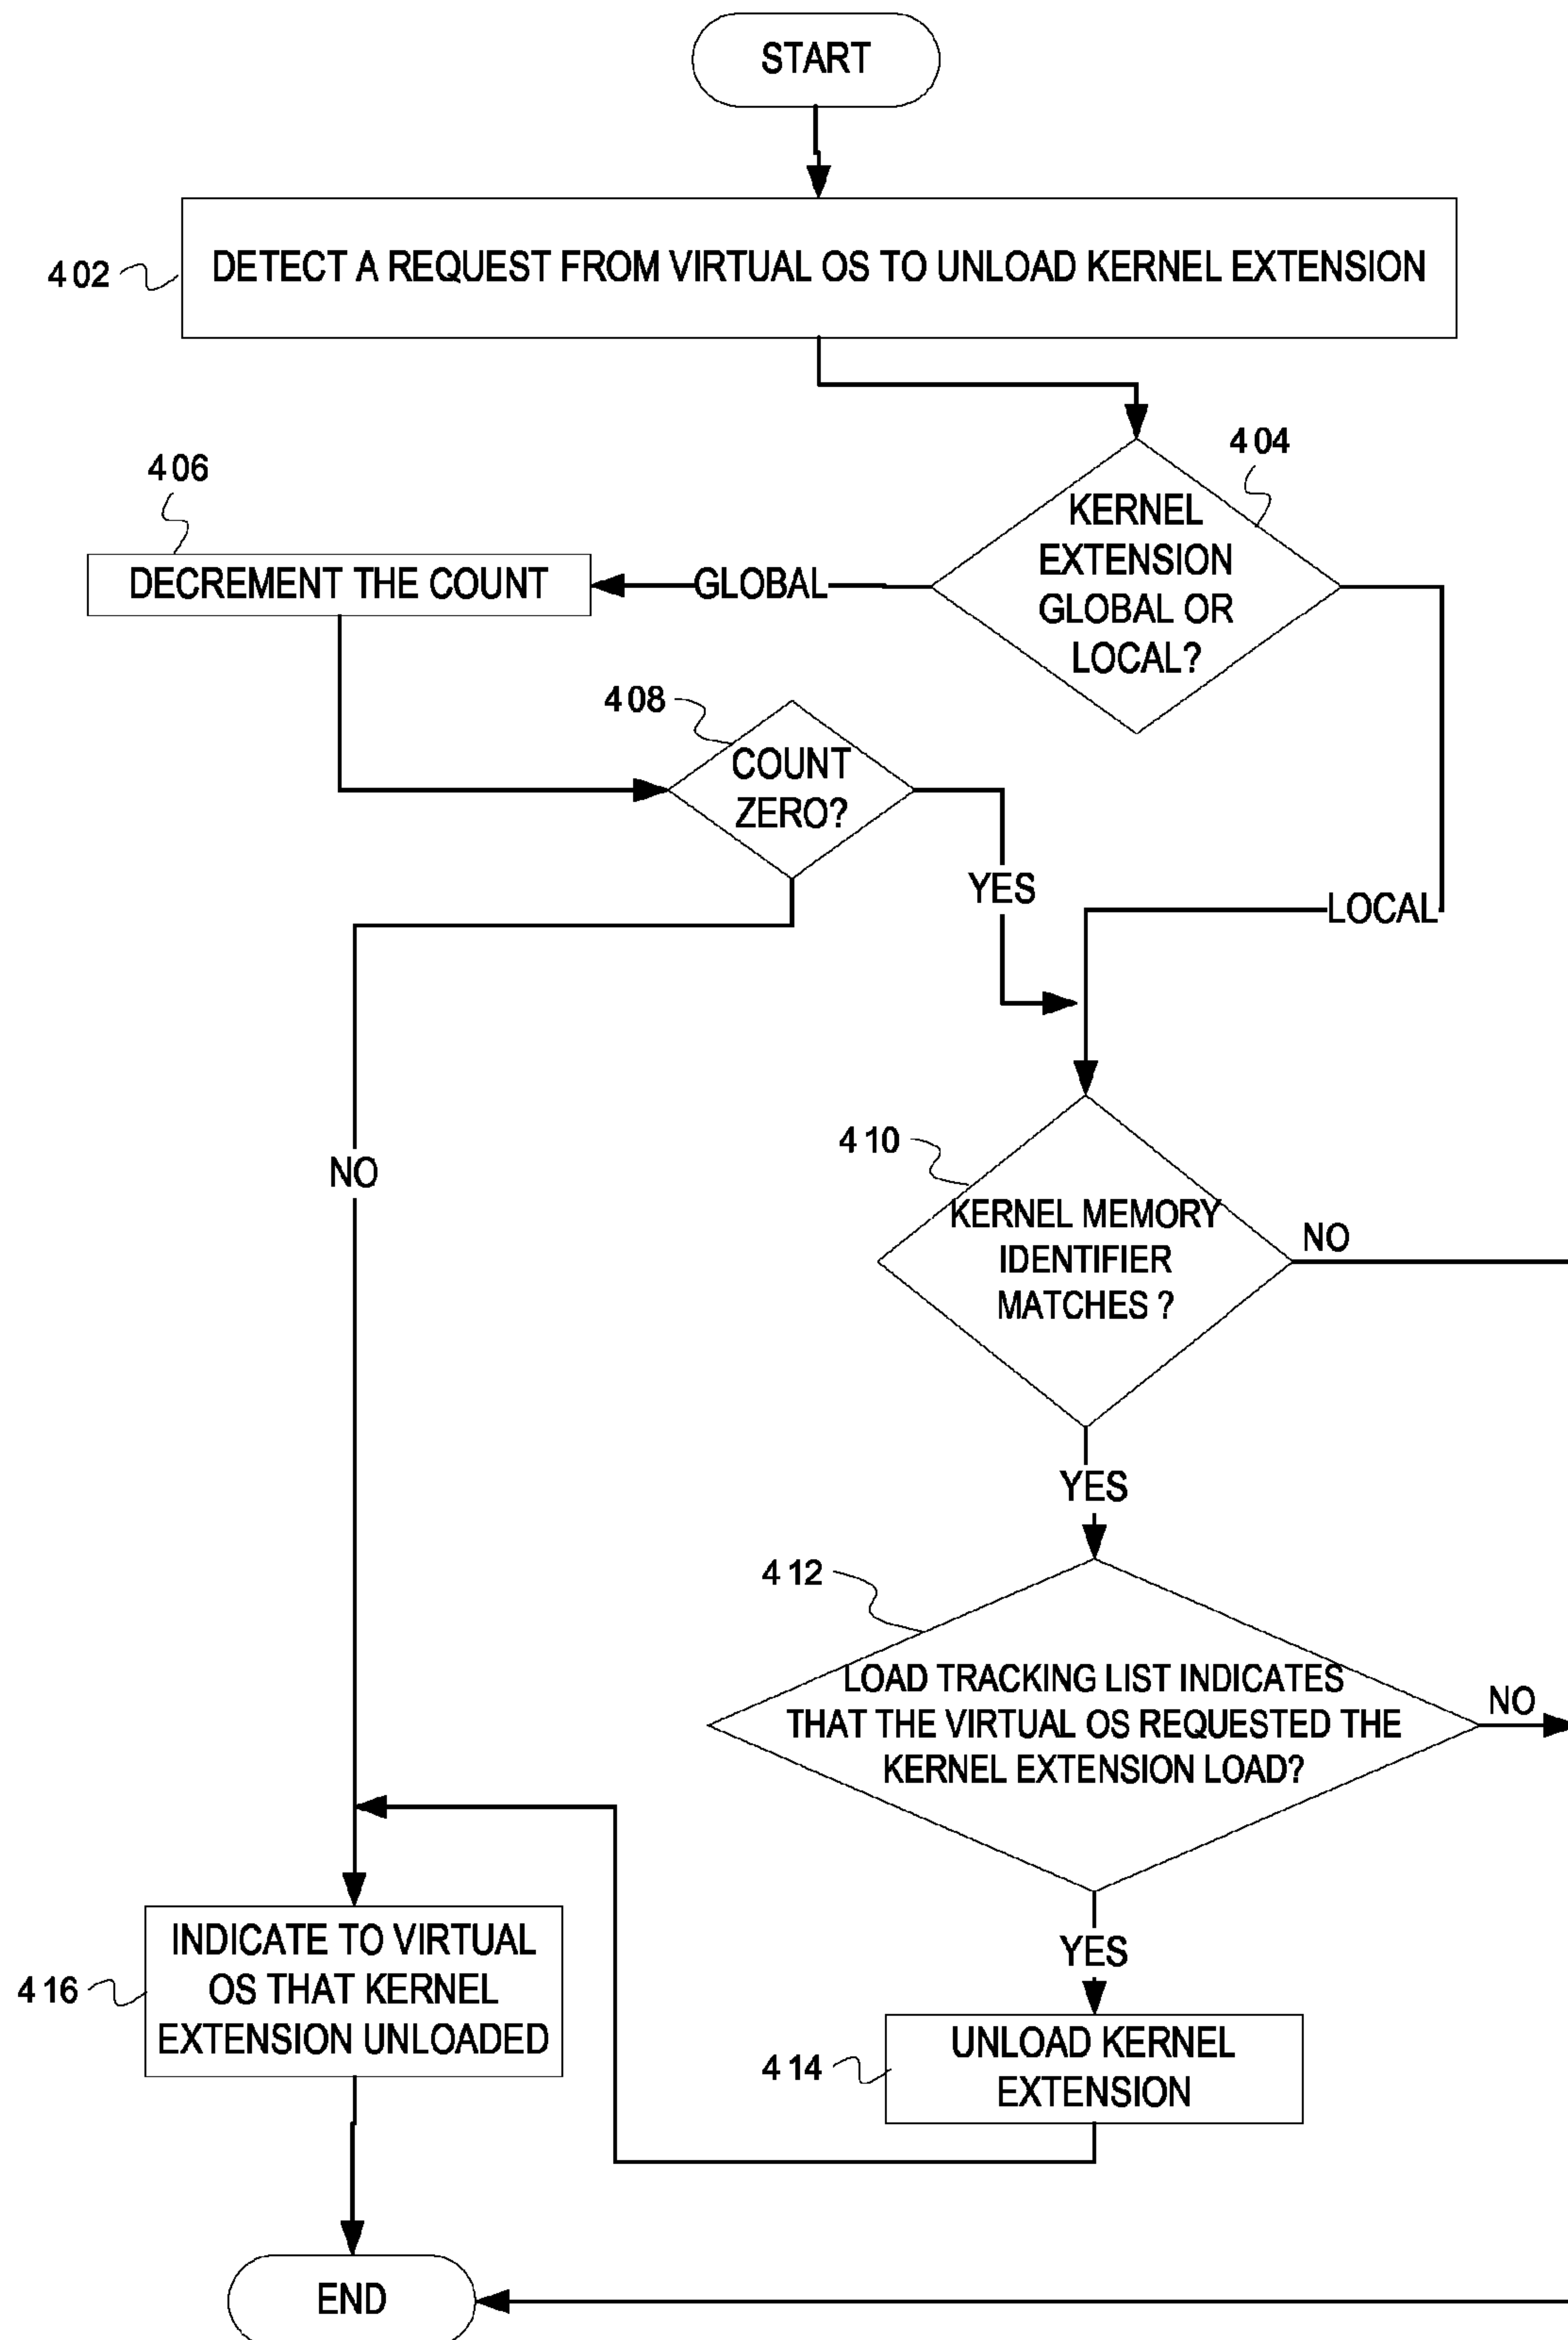 START
402
DETECT A REQUEST FROM VIRTUAL OS TO UNLOAD KERNEL EXTENSION
404
KERNEL
EXTENSION
GLOBAL OR
LOCAL?
GLOBAL
406
DECREMENT THE COUNT
408
COUNT
ZERO?
YES
LOCAL
NO
410
KERNEL MEMORY
IDENTIFIER
MATCHES ?
NO
YES
412
LOAD TRACKING LIST INDICATES
THAT THE VIRTUAL OS REQUESTED THE
KERNEL EXTENSION LOAD?
NO
YES
414
UNLOAD KERNEL
EXTENSION
416
INDICATE TO VIRTUAL
OS THAT KERNEL
EXTENSION UNLOADED
END